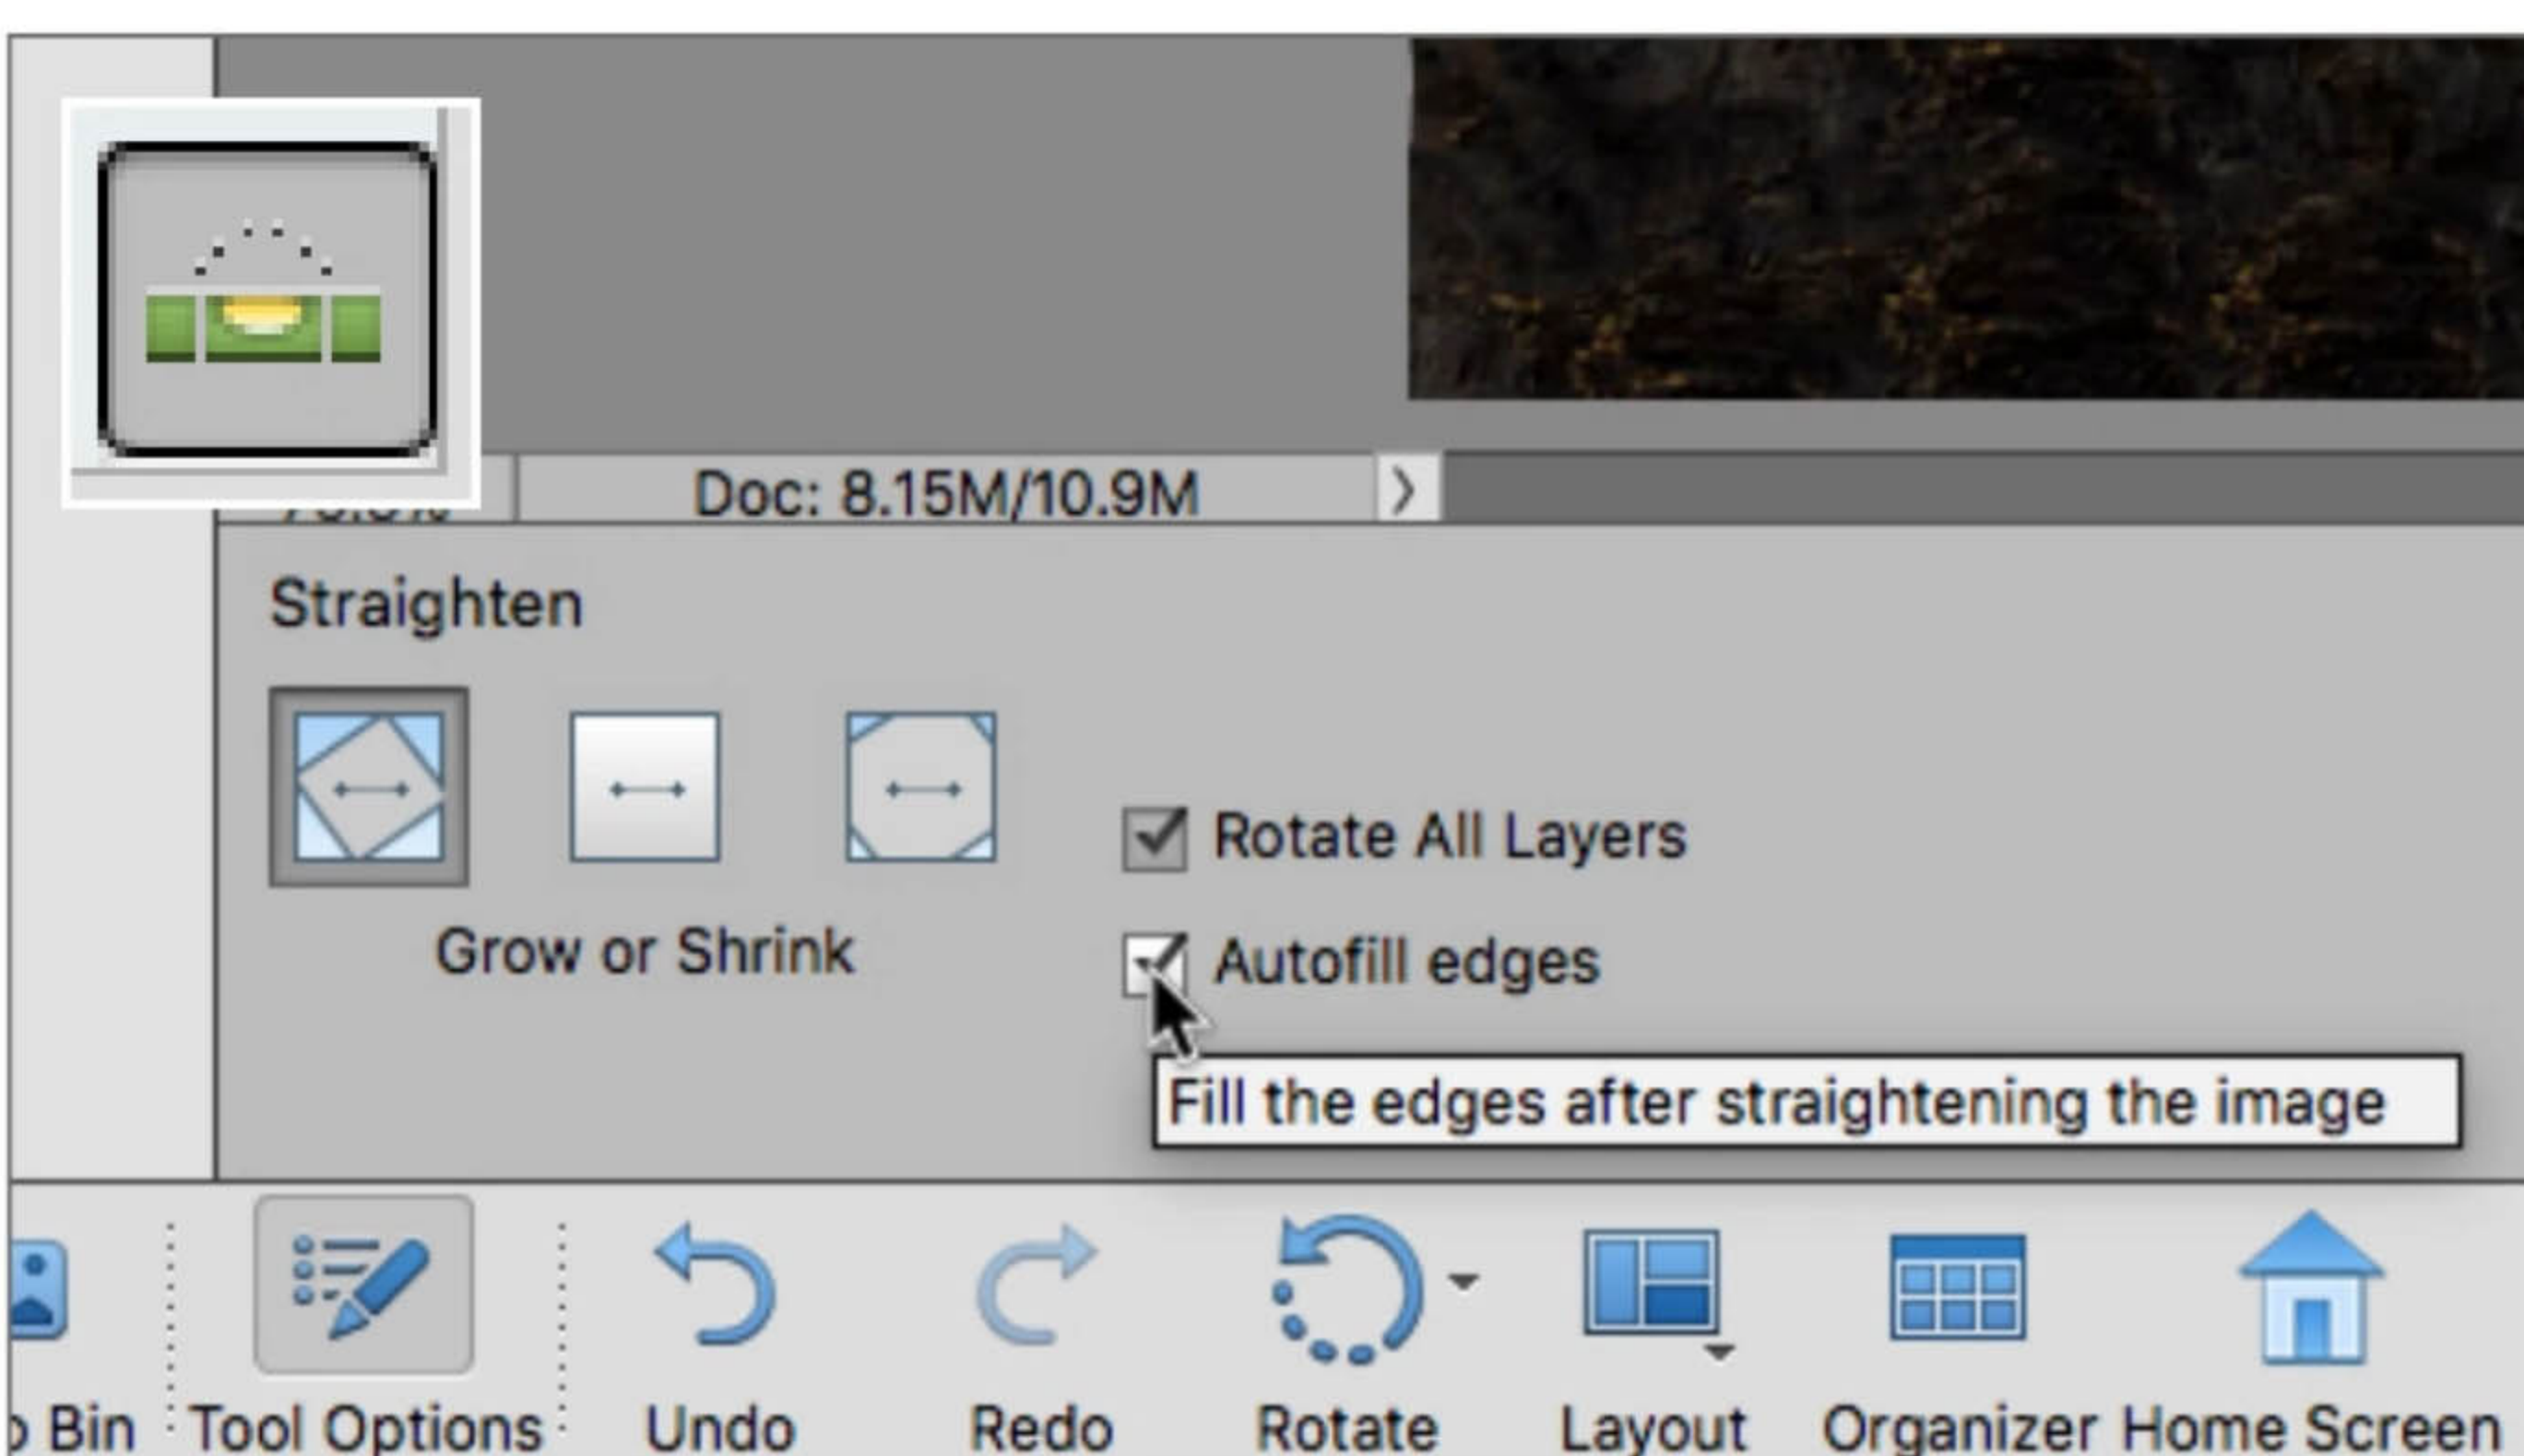 Doc: 8.15M/10.9M
Straighten
Rotate All Layers
Grow or Shrink
Autofill edges
Fill the edges after straightening the image
Bin
Tool Options
Undo
Redo
Rotate
Layout
Organizer
Home Screen